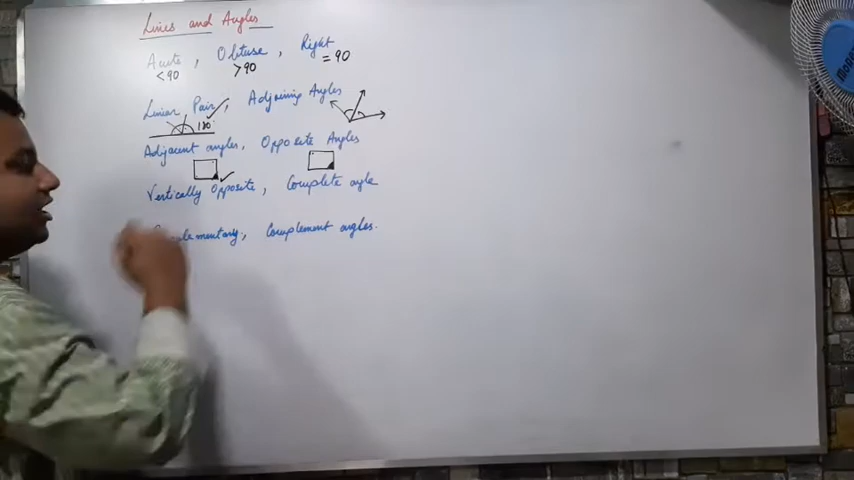 Lines and Angles
Acute, Obtuse, Right
<90 >90 =90
Linear Pair, Adjoining Angles
180
Adjacent angles, Opposite Angles
Vertically Opposite, Complete angle
Complement angles.